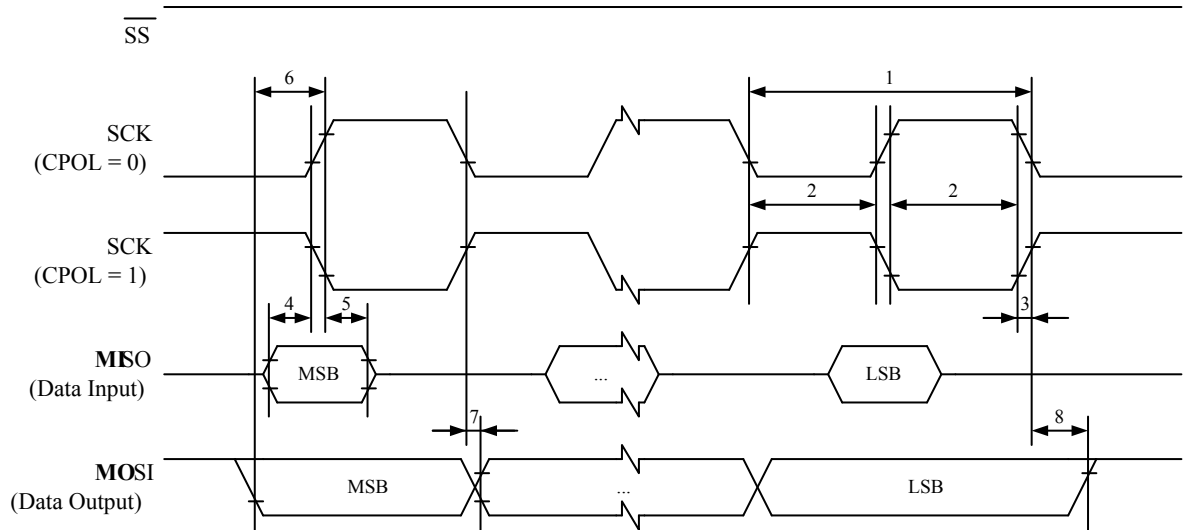 SS
6
1
SCK
(CPOL = 0)
2
2
SCK
(CPOL = 1)
4
5
3
MISO
(Data Input)
MSB
...
LSB
7
8
MOSI
(Data Output)
MSB
...
LSB